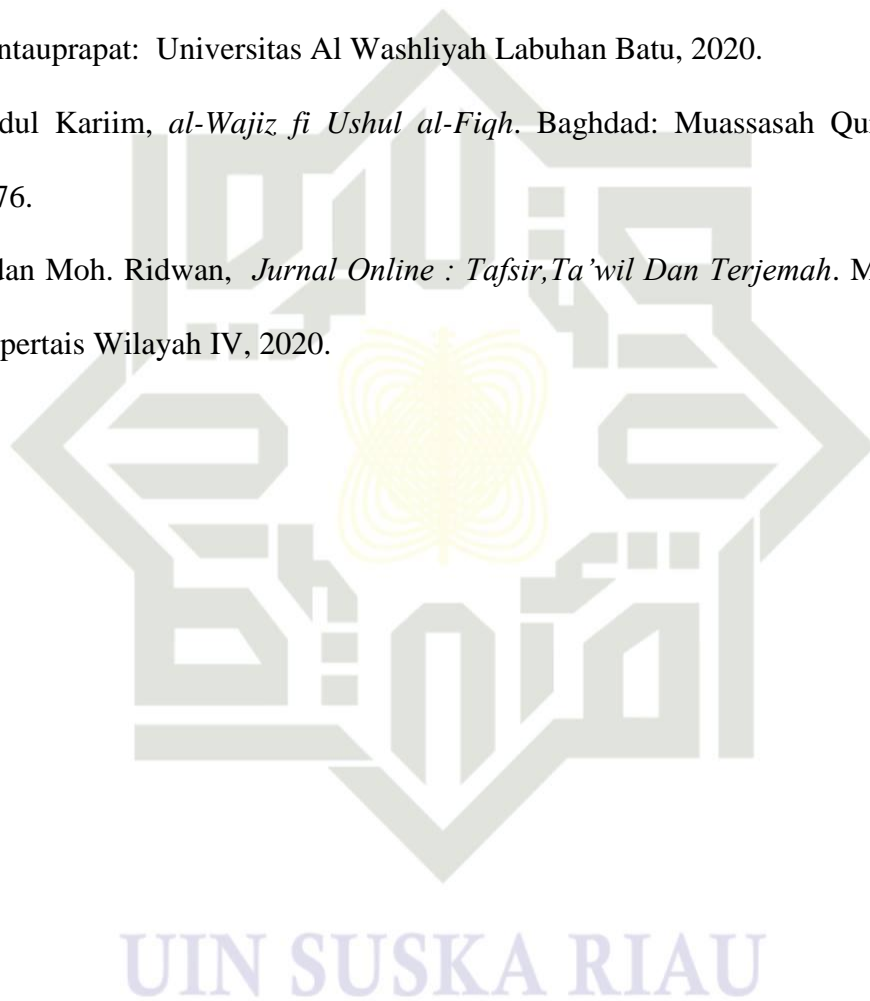 ntauprapat: Universitas Al Washliyah Labuhan Batu, 2020.
dul Kariim, al-Wajiz fi Ushul al-Fiqh. Baghdad: Muassasah Qu
76.
dan Moh. Ridwan, Jurnal Online : Tafsir,Ta’wil Dan Terjemah. M
pertais Wilayah IV, 2020.
UIN SUSKA RIAU